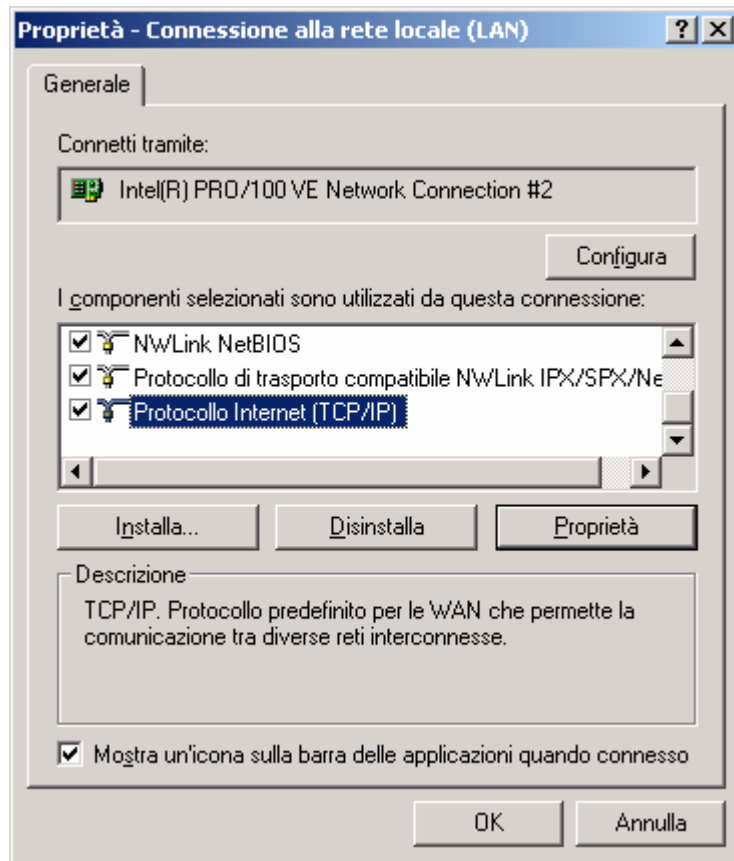 Proprietà - Connessione alla rete locale (LAN)
Generale
Connetti tramite:
Intel(R) PRO/100 VE Network Connection #2
Configura
I componenti selezionati sono utilizzati da questa connessione:
NWLink NetBIOS
Protocollo di trasporto compatibile NWLink IPX/SPX/Ne
Protocollo Internet (TCP/IP)
Installa... Disinstalla Proprietà
Descrizione
TCP/IP. Protocollo predefinito per le WAN che permette la
comunicazione tra diverse reti interconnesse.
Mostra un'icona sulla barra delle applicazioni quando connesso
OK Annulla